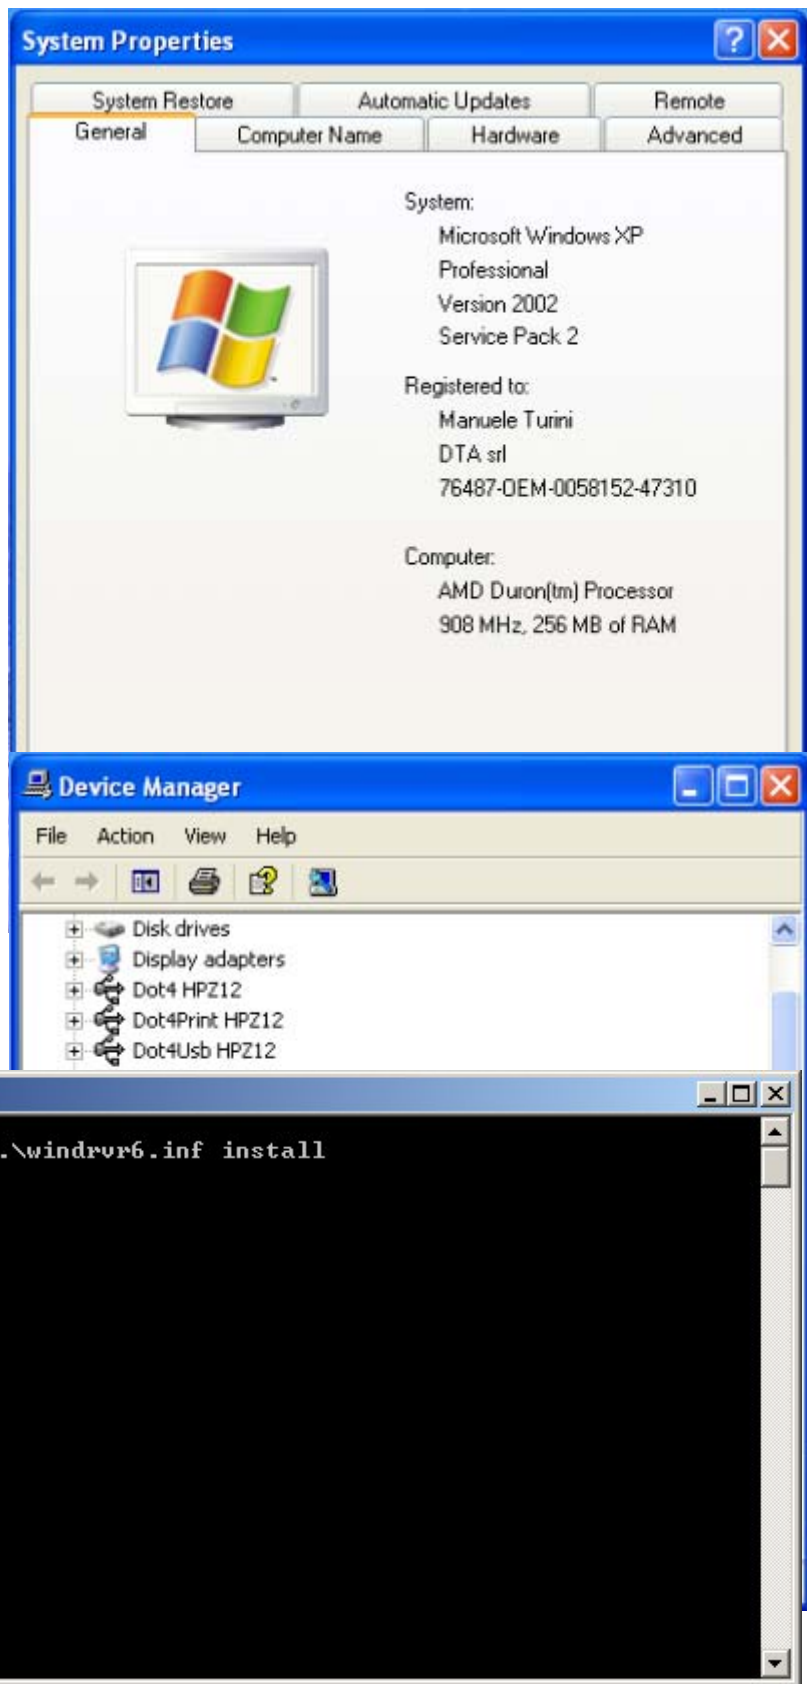 System Properties
System Restore Automatic Updates Remote
General Computer Name Hardware Advanced
System:
Microsoft Windows XP
Professional
Version 2002
Service Pack 2
Registered to:
Manuele Turini
DTA srl
76487-OEM-0058152-47310
Computer:
AMD Duron(tm) Processor
908 MHz, 256 MB of RAM
Device Manager
File Action View Help
Disk drives
Display adapters
Dot4 HPZ12
Dot4Print HPZ12
Dot4Usb HPZ12
.\windrvr6.inf install